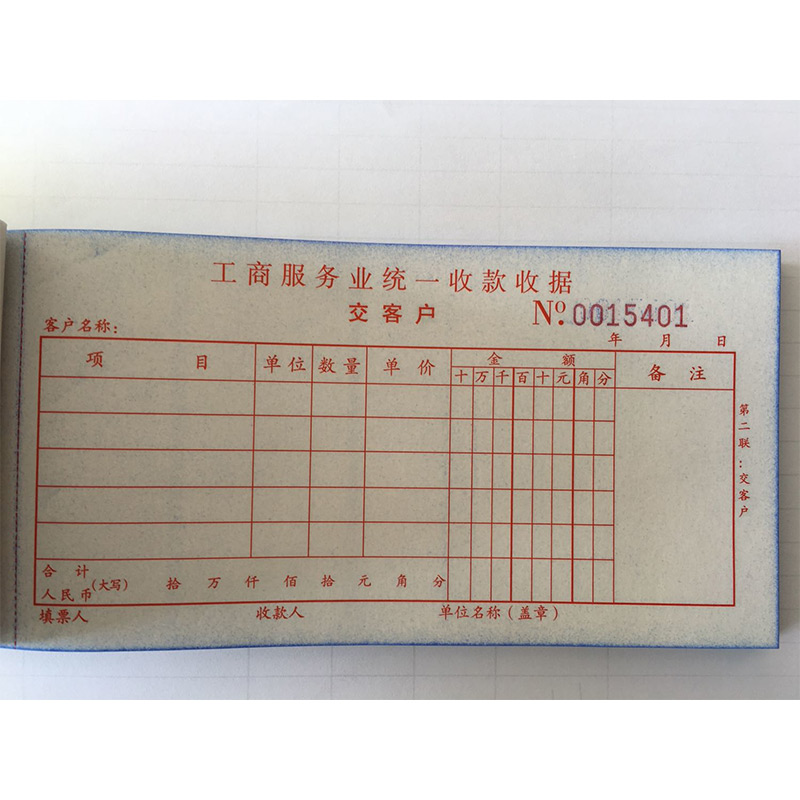 工商服务业统一收款收据
交客户
No.0015401
客户名称：
年 月 日
项 目 单位 数量 单价 金 额 备 注
十 万 千 百 十 元 角 分
第二联：交客户
合 计
人民币 (大写) 拾 万 仟 佰 拾 元 角 分
填票人 收款人 单位名称（盖章）